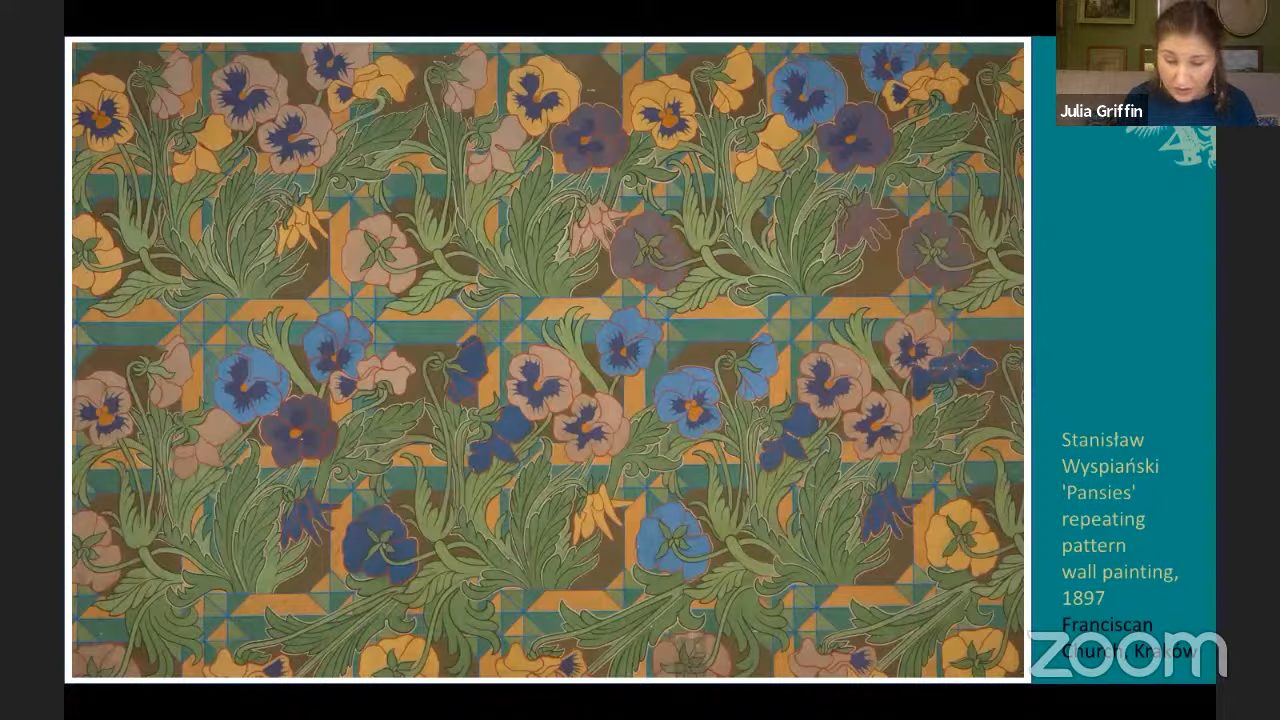 Julia Griffin
Stanisław
Wyspiański
'Pansies'
repeating
pattern
wall painting,
1897
Franciscan
Church, Kraków
zoom